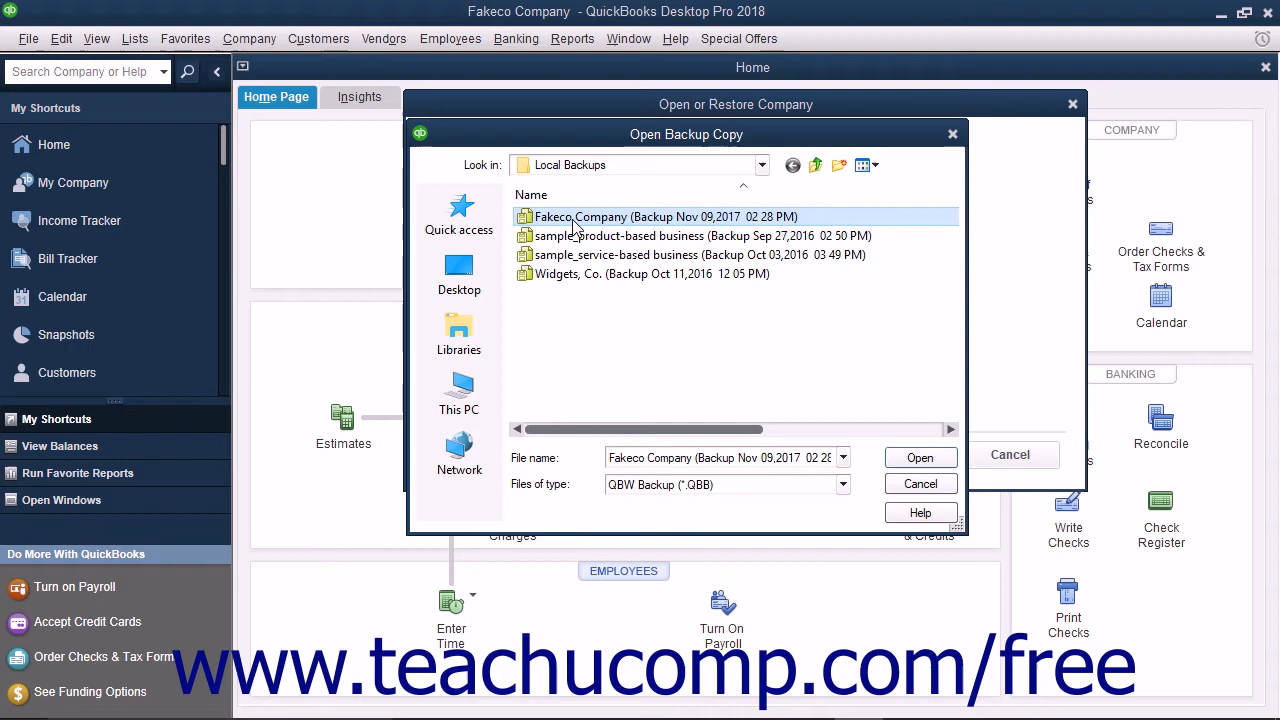 Fakeco Company - QuickBooks Desktop Pro 2018
File Edit View Lists Favorites Company Customers Vendors Employees Banking Reports Window Help Special Offers
Search Company or Help
Home
My Shortcuts
Home Page Insights
Home
My Company
Income Tracker
Bill Tracker
Calendar
Snapshots
Customers
My Shortcuts
View Balances
Run Favorite Reports
Open Windows
Do More With QuickBooks
Turn on Payroll
Accept Credit Cards
Order Checks & Tax Form
See Funding Options
Open or Restore Company
Open Backup Copy
Look in: Local Backups
Quick access
Desktop
Libraries
This PC
Network
Name
Fakeco Company (Backup Nov 09,2017 02 28 PM)
sample_product-based business (Backup Sep 27,2016 02 50 PM)
sample_service-based business (Backup Oct 03,2016 03 49 PM)
Widgets, Co. (Backup Oct 11,2016 12 05 PM)
File name: Fakeco Company (Backup Nov 09,2017 02 28
Files of type: QBW Backup (*.QBB)
Open
Cancel
Help
Cancel
Estimates
Charges
& Credits
EMPLOYEES
Enter
Time
Turn On
Payroll
COMPANY
Order Checks
& Tax Forms
Calendar
BANKING
Reconcile
Write
Checks
Check
Register
Print
Checks
www.teachucomp.com/free